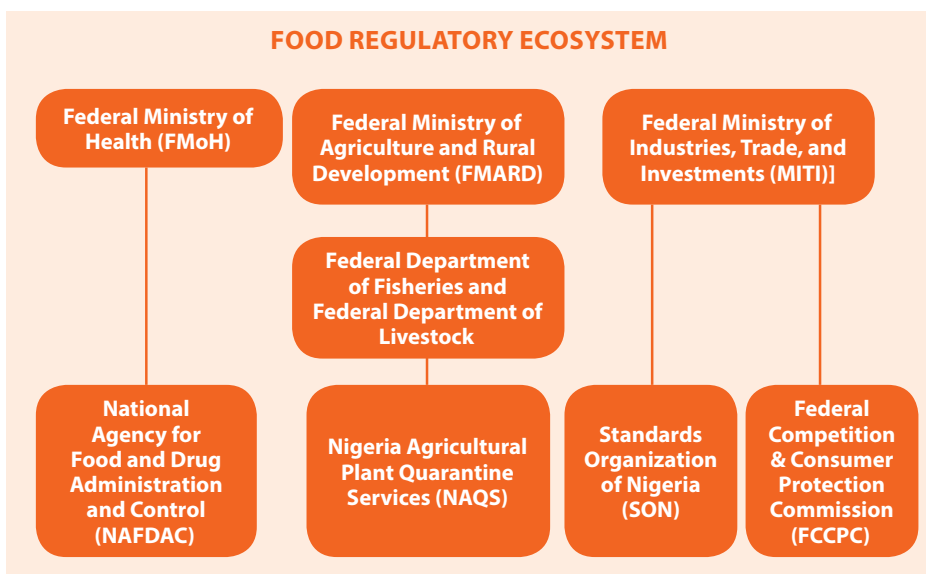 FOOD REGULATORY ECOSYSTEM
Federal Ministry of
Health (FMoH)
Federal Ministry of
Agriculture and Rural
Development (FMARD)
Federal Ministry of
Industries, Trade, and
Investments (MITI)]
Federal Department
of Fisheries and
Federal Department of
Livestock
National
Agency for
Food and Drug
Administration
and Control
(NAFDAC)
Nigeria Agricultural
Plant Quarantine
Services (NAQS)
Standards
Organization
of Nigeria
(SON)
Federal
Competition
& Consumer
Protection
Commission
(FCCPC)